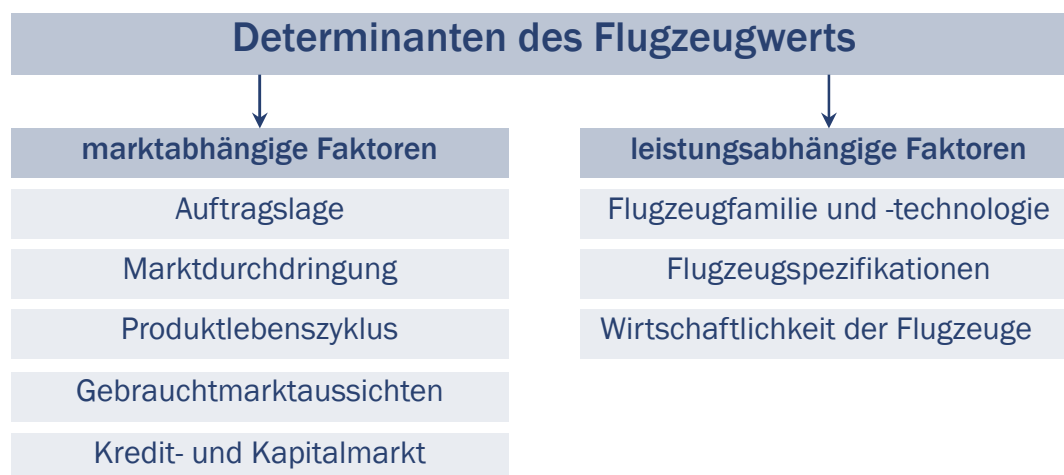 Determinanten des Flugzeugwerts
marktabhängige Faktoren
Auftragslage
Marktdurchdringung
Produktlebenszyklus
Gebrauchtmarktaussichten
Kredit- und Kapitalmarkt
leistungsabhängige Faktoren
Flugzeugfamilie und -technologie
Flugzeugspezifikationen
Wirtschaftlichkeit der Flugzeuge